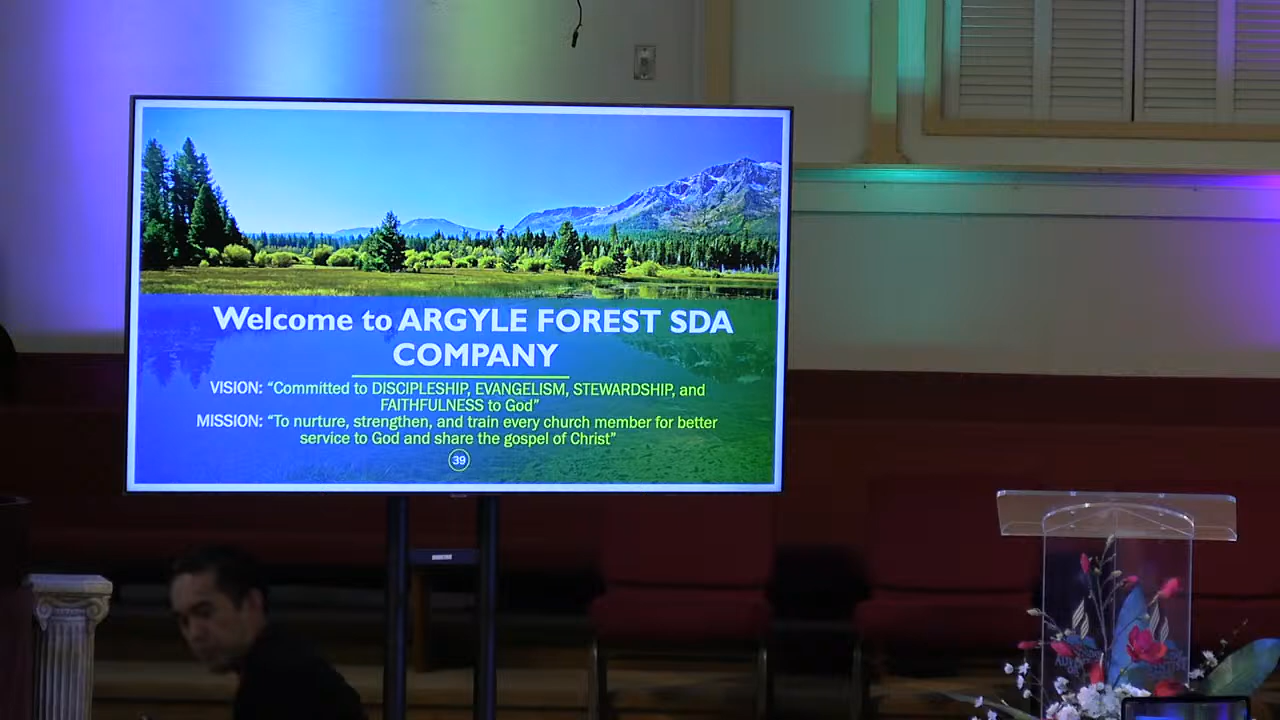 Welcome to ARGYLE FOREST SDA
COMPANY
VISION: “Committed to DISCIPLESHIP, EVANGELISM, STEWARDSHIP, and
FAITHFULNESS to God”
MISSION: “To nurture, strengthen, and train every church member for better
service to God and share the gospel of Christ”
39